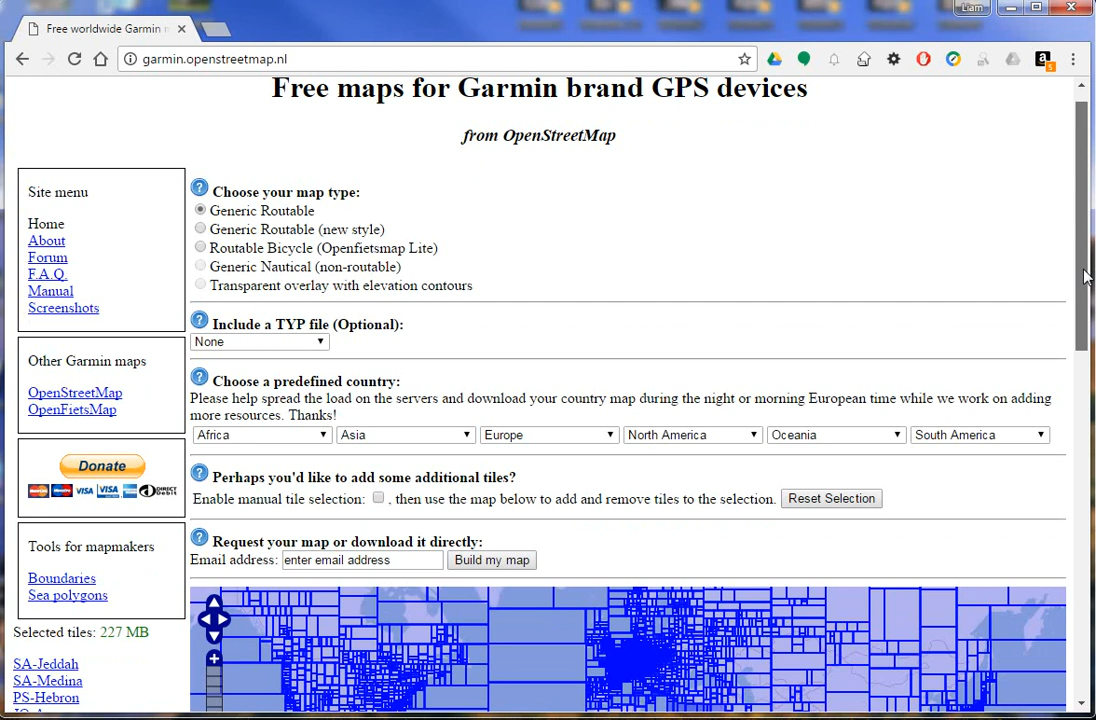 Liam
Free worldwide Garmin m
garmin.openstreetmap.nl
Free maps for Garmin brand GPS devices
from OpenStreetMap
Site menu
Home
About
Forum
F.A.Q.
Manual
Screenshots
Other Garmin maps
OpenStreetMap
OpenFietsMap
Donate
VISA
Tools for mapmakers
Boundaries
Sea polygons
Selected tiles: 227 MB
SA-Jeddah
SA-Medina
PS-Hebron
Choose your map type:
Generic Routable
Generic Routable (new style)
Routable Bicycle (Openfietsmap Lite)
Generic Nautical (non-routable)
Transparent overlay with elevation contours
Include a TYP file (Optional):
None
Choose a predefined country:
Please help spread the load on the servers and download your country map during the night or morning European time while we work on adding
more resources. Thanks!
Africa Asia Europe North America Oceania South America
Perhaps you'd like to add some additional tiles?
Enable manual tile selection: , then use the map below to add and remove tiles to the selection. Reset Selection
Request your map or download it directly:
Email address: enter email address Build my map